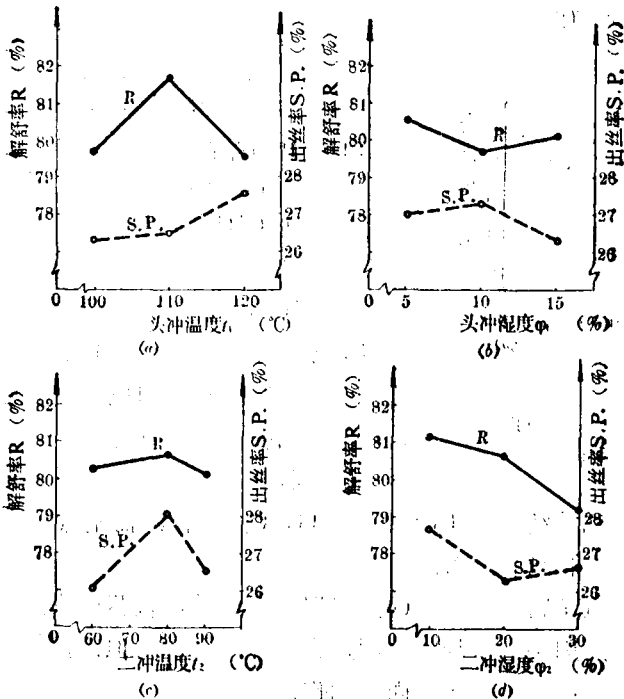 解舒率R (%)
82
81
80
79
78
R
S.P.
出丝率S.P. (%)
28
27
26
0 100 110 120
头冲温度t₁ (℃)
(a)
解舒率R (%)
82
81
80
79
78
R
S.P.
出丝率S.P. (%)
28
27
26
0 5 10 15
头冲湿度φ₁ (%)
(b)
解舒率R (%)
82
81
80
79
78
R
S.P.
出丝率S.P. (%)
28
27
26
0 60 70 80 90
二冲温度t₂ (℃)
(c)
解舒率R (%)
82
81
80
79
78
R
S.P.
出丝率S.P. (%)
28
27
26
0 10 20 30
二冲湿度φ₂ (%)
(d)